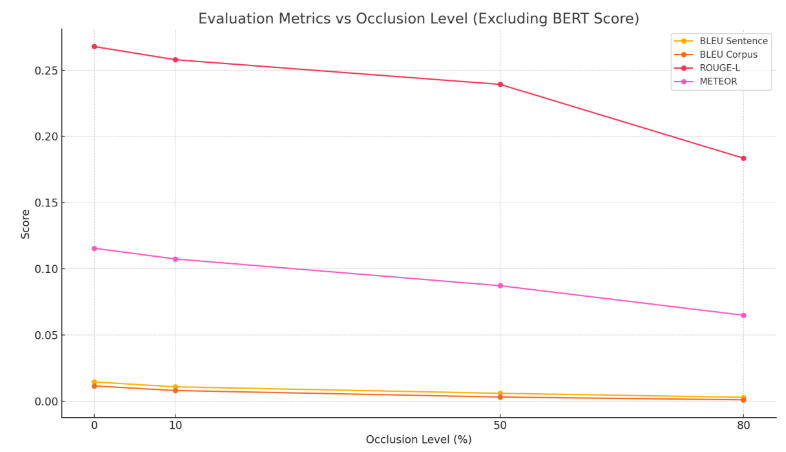 Evaluation Metrics vs Occlusion Level (Excluding BERT Score)
BLEU Sentence
BLEU Corpus
ROUGE-L
METEOR
0.25
0.20
0.15
0.10
0.05
0.00
Score
0 10 50 80
Occlusion Level (%)